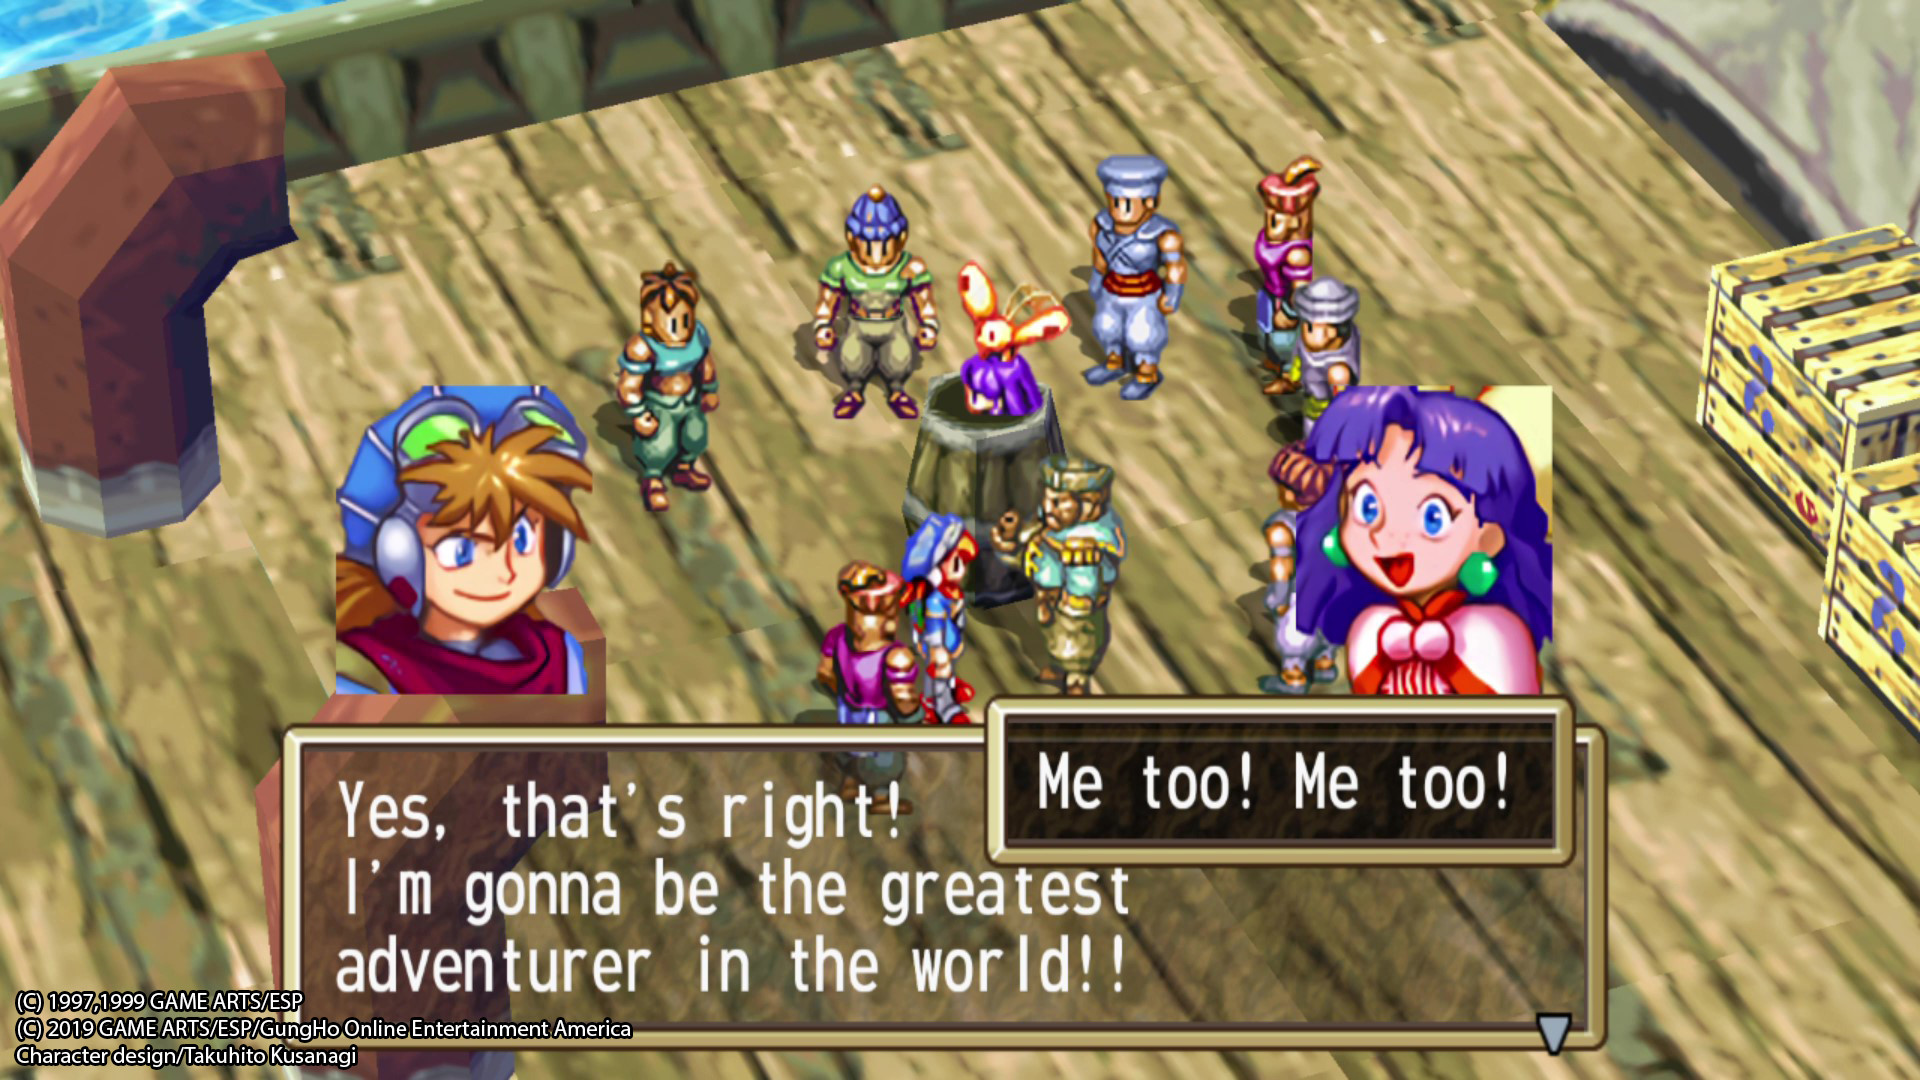 Me too! Me too!
Yes, that's right!
I'm gonna be the greatest
adventurer in the world!!
(C) 1997,1999 GAME ARTS/ESP
(C) 2019 GAME ARTS/ESP/GungHo Online Entertainment America
Character design/Takuhito Kusanagi